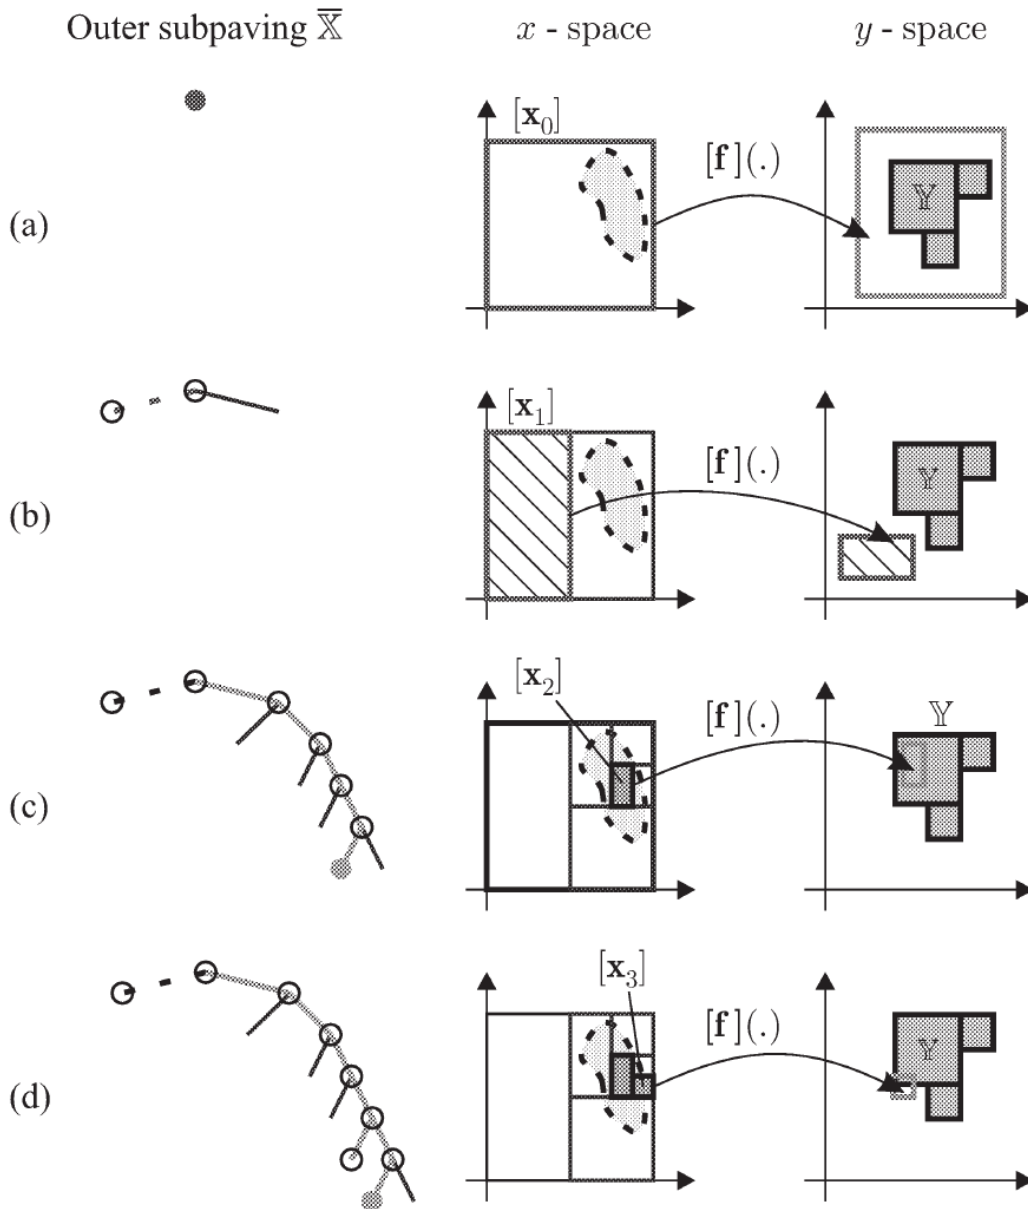 Outer subpaving 𝕏̅ x - space y - space
(a) [x₀] [f](.) 𝕐
(b) [x₁] [f](.) 𝕐
(c) [x₂] [f](.) 𝕐
(d) [x₃] [f](.) 𝕐